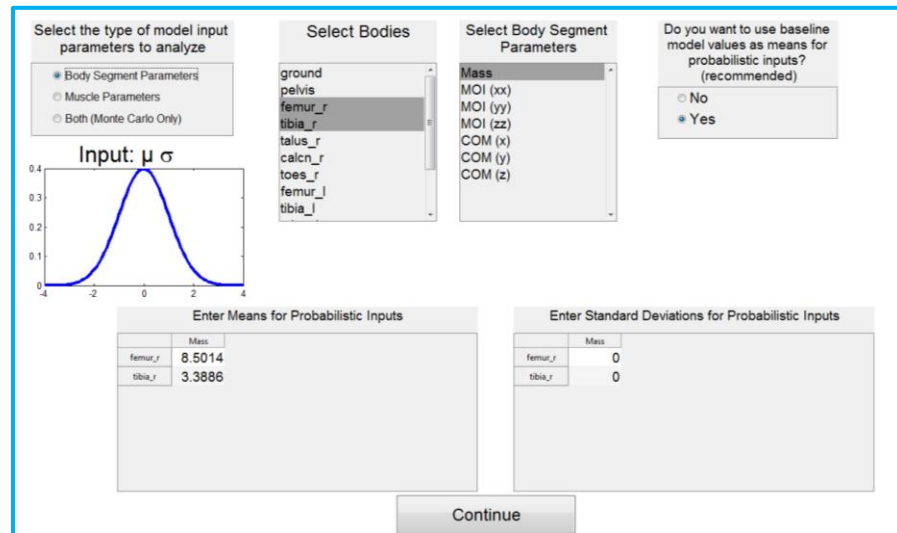 Select the type of model input
parameters to analyze
Body Segment Parameters
Muscle Parameters
Both (Monte Carlo Only)
Select Bodies
ground
pelvis
femur_r
tibia_r
talus_r
calcn_r
toes_r
femur_l
tibia_l
Select Body Segment
Parameters
Mass
MOI (xx)
MOI (yy)
MOI (zz)
COM (x)
COM (y)
COM (z)
Do you want to use baseline
model values as means for
probabilistic inputs?
(recommended)
No
Yes
Input: μ σ
0.4
0.3
0.2
0.1
0
-4 -2 0 2 4
Enter Means for Probabilistic Inputs
Mass
femur_r 8.5014
tibia_r 3.3886
Enter Standard Deviations for Probabilistic Inputs
Mass
femur_r 0
tibia_r 0
Continue